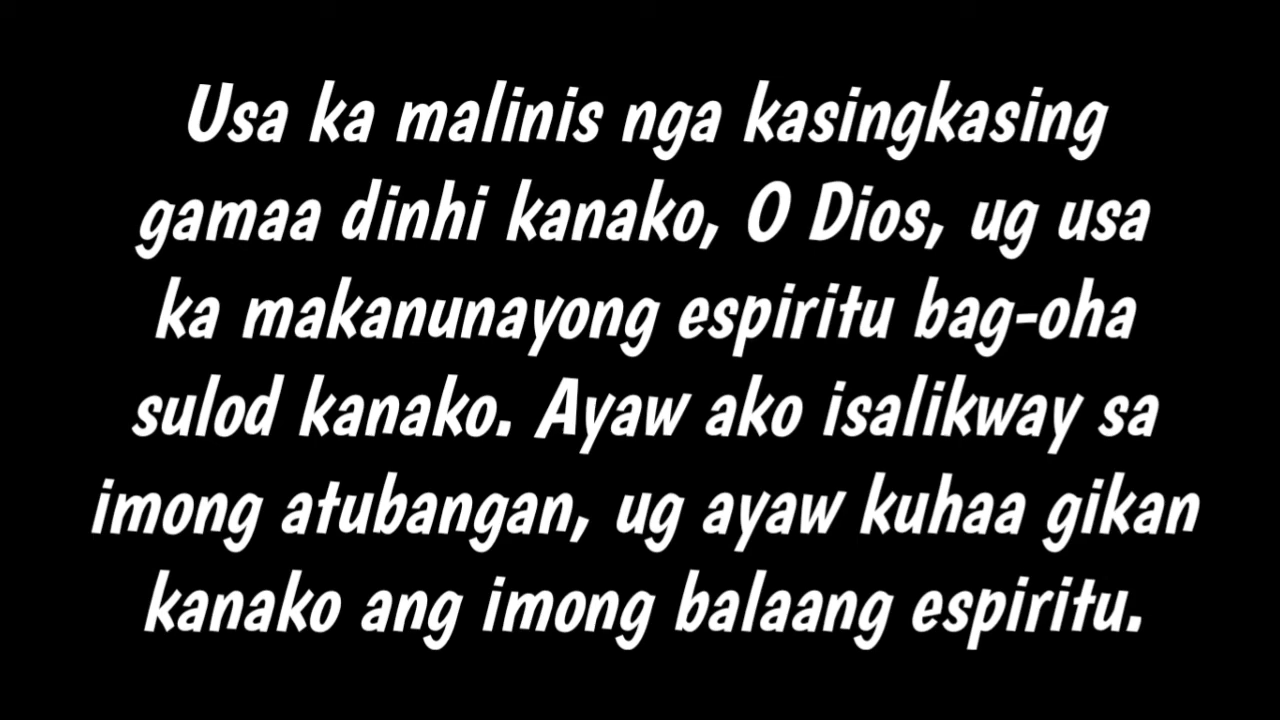 Usa ka malinis nga kasingkasing
gamaa dinhi kanako, O Dios, ug usa
ka makanunayong espiritu bag-oha
sulod kanako. Ayaw ako isalikway sa
imong atubangan, ug ayaw kuhaa gikan
kanako ang imong balaang espiritu.